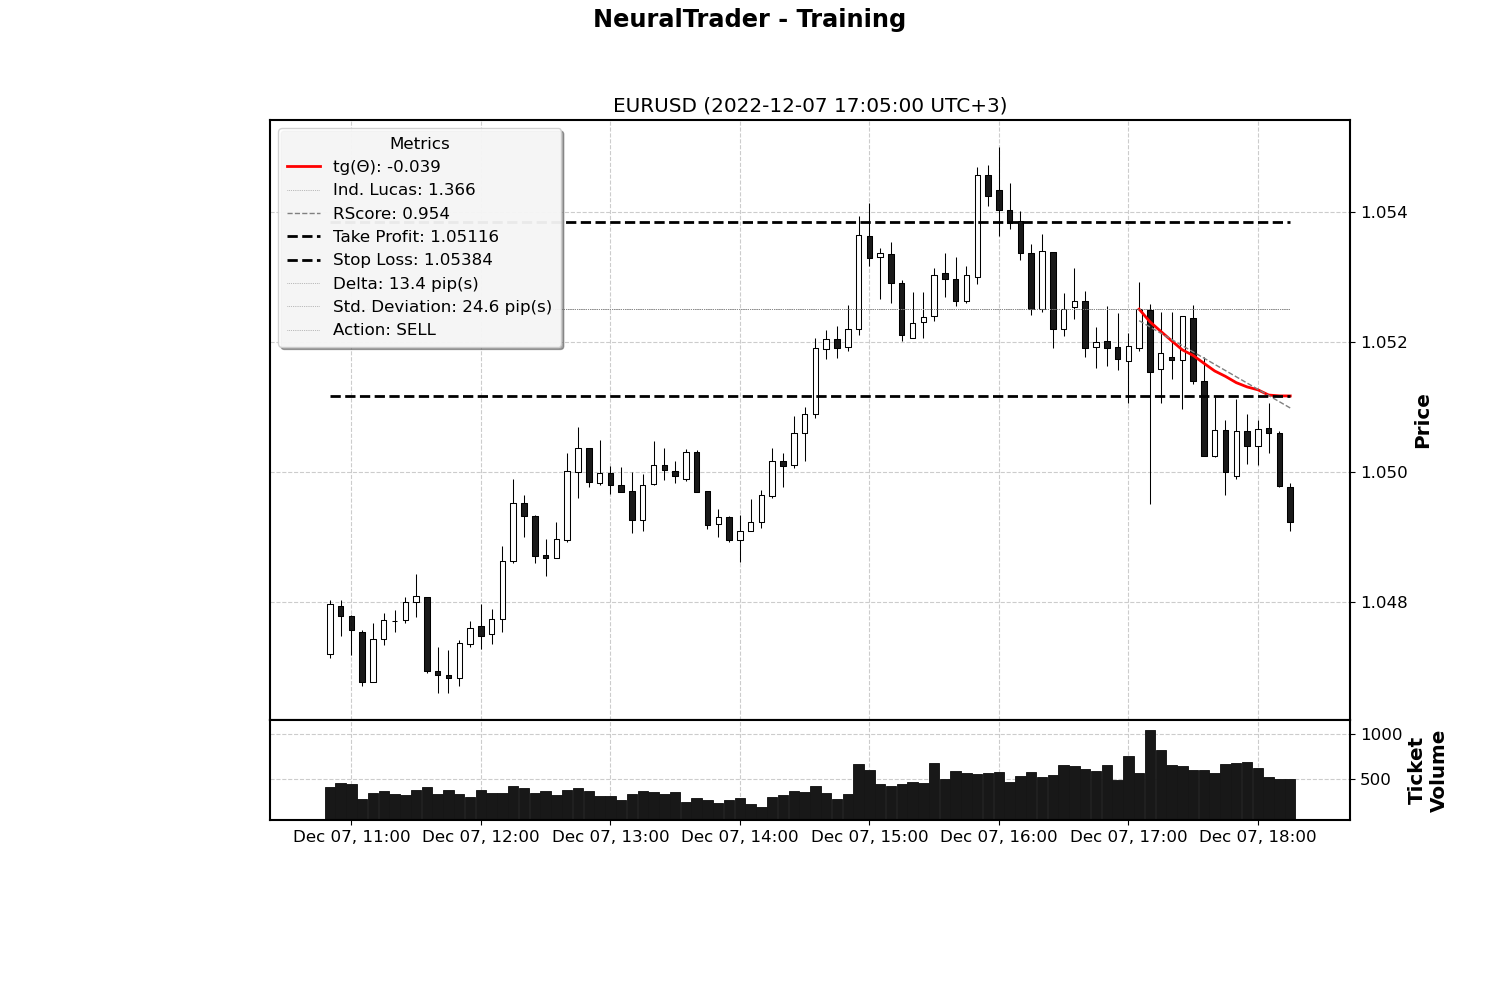 NeuralTrader - Training
EURUSD (2022-12-07 17:05:00 UTC+3)
Metrics
tg(Θ): -0.039
Ind. Lucas: 1.366
RScore: 0.954
Take Profit: 1.05116
Stop Loss: 1.05384
Delta: 13.4 pip(s)
Std. Deviation: 24.6 pip(s)
Action: SELL
1.054
1.052
1.050
1.048
Price
1000
500
Ticket
Volume
Dec 07, 11:00 Dec 07, 12:00 Dec 07, 13:00 Dec 07, 14:00 Dec 07, 15:00 Dec 07, 16:00 Dec 07, 17:00 Dec 07, 18:00